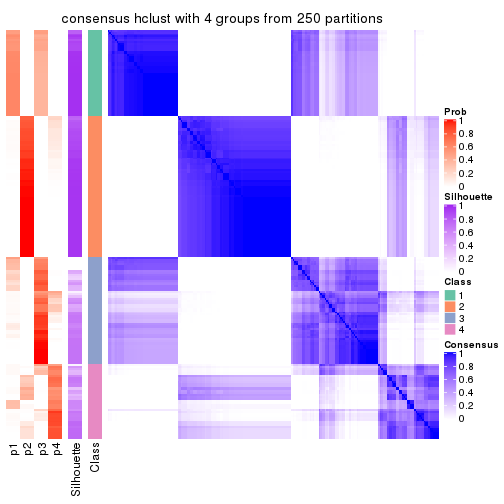 consensus hclust with 4 groups from 250 partitions
Prob
1
0.8
0.6
0.4
0.2
0
Silhouette
1
0.8
0.6
0.4
0.2
0
Class
1
2
3
4
Consensus
1
0.8
0.6
0.4
0.2
0
p1
p2
p3
p4
Silhouette
Class